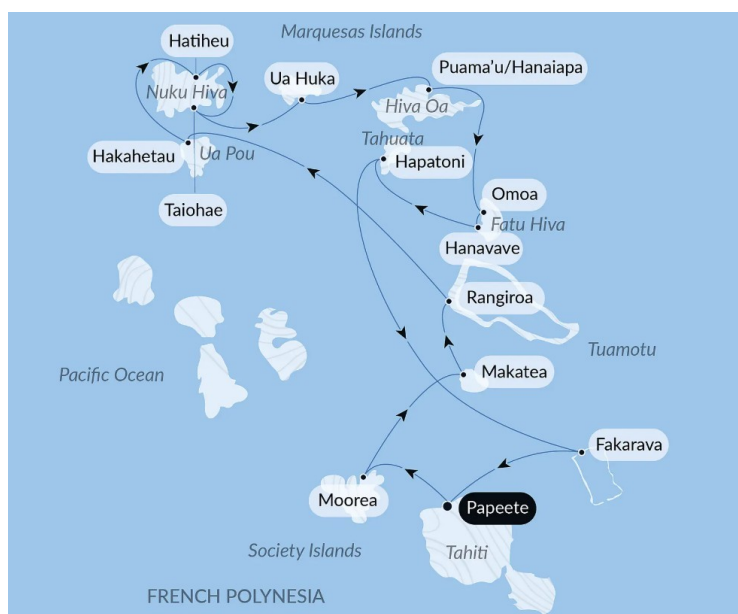 Marquesas Islands
Hatiheu
Puama'u/Hanaiapa
Ua Huka
Nuku Hiva
Hiva Oa
Tahuata
Hakahetau
Ua Pou
Hapatoni
Omoa
Taiohae
Fatu Hiva
Hanavave
Rangiroa
Tuamotu
Pacific Ocean
Makatea
Fakarava
Moorea
Papeete
Society Islands
Tahiti
FRENCH POLYNESIA